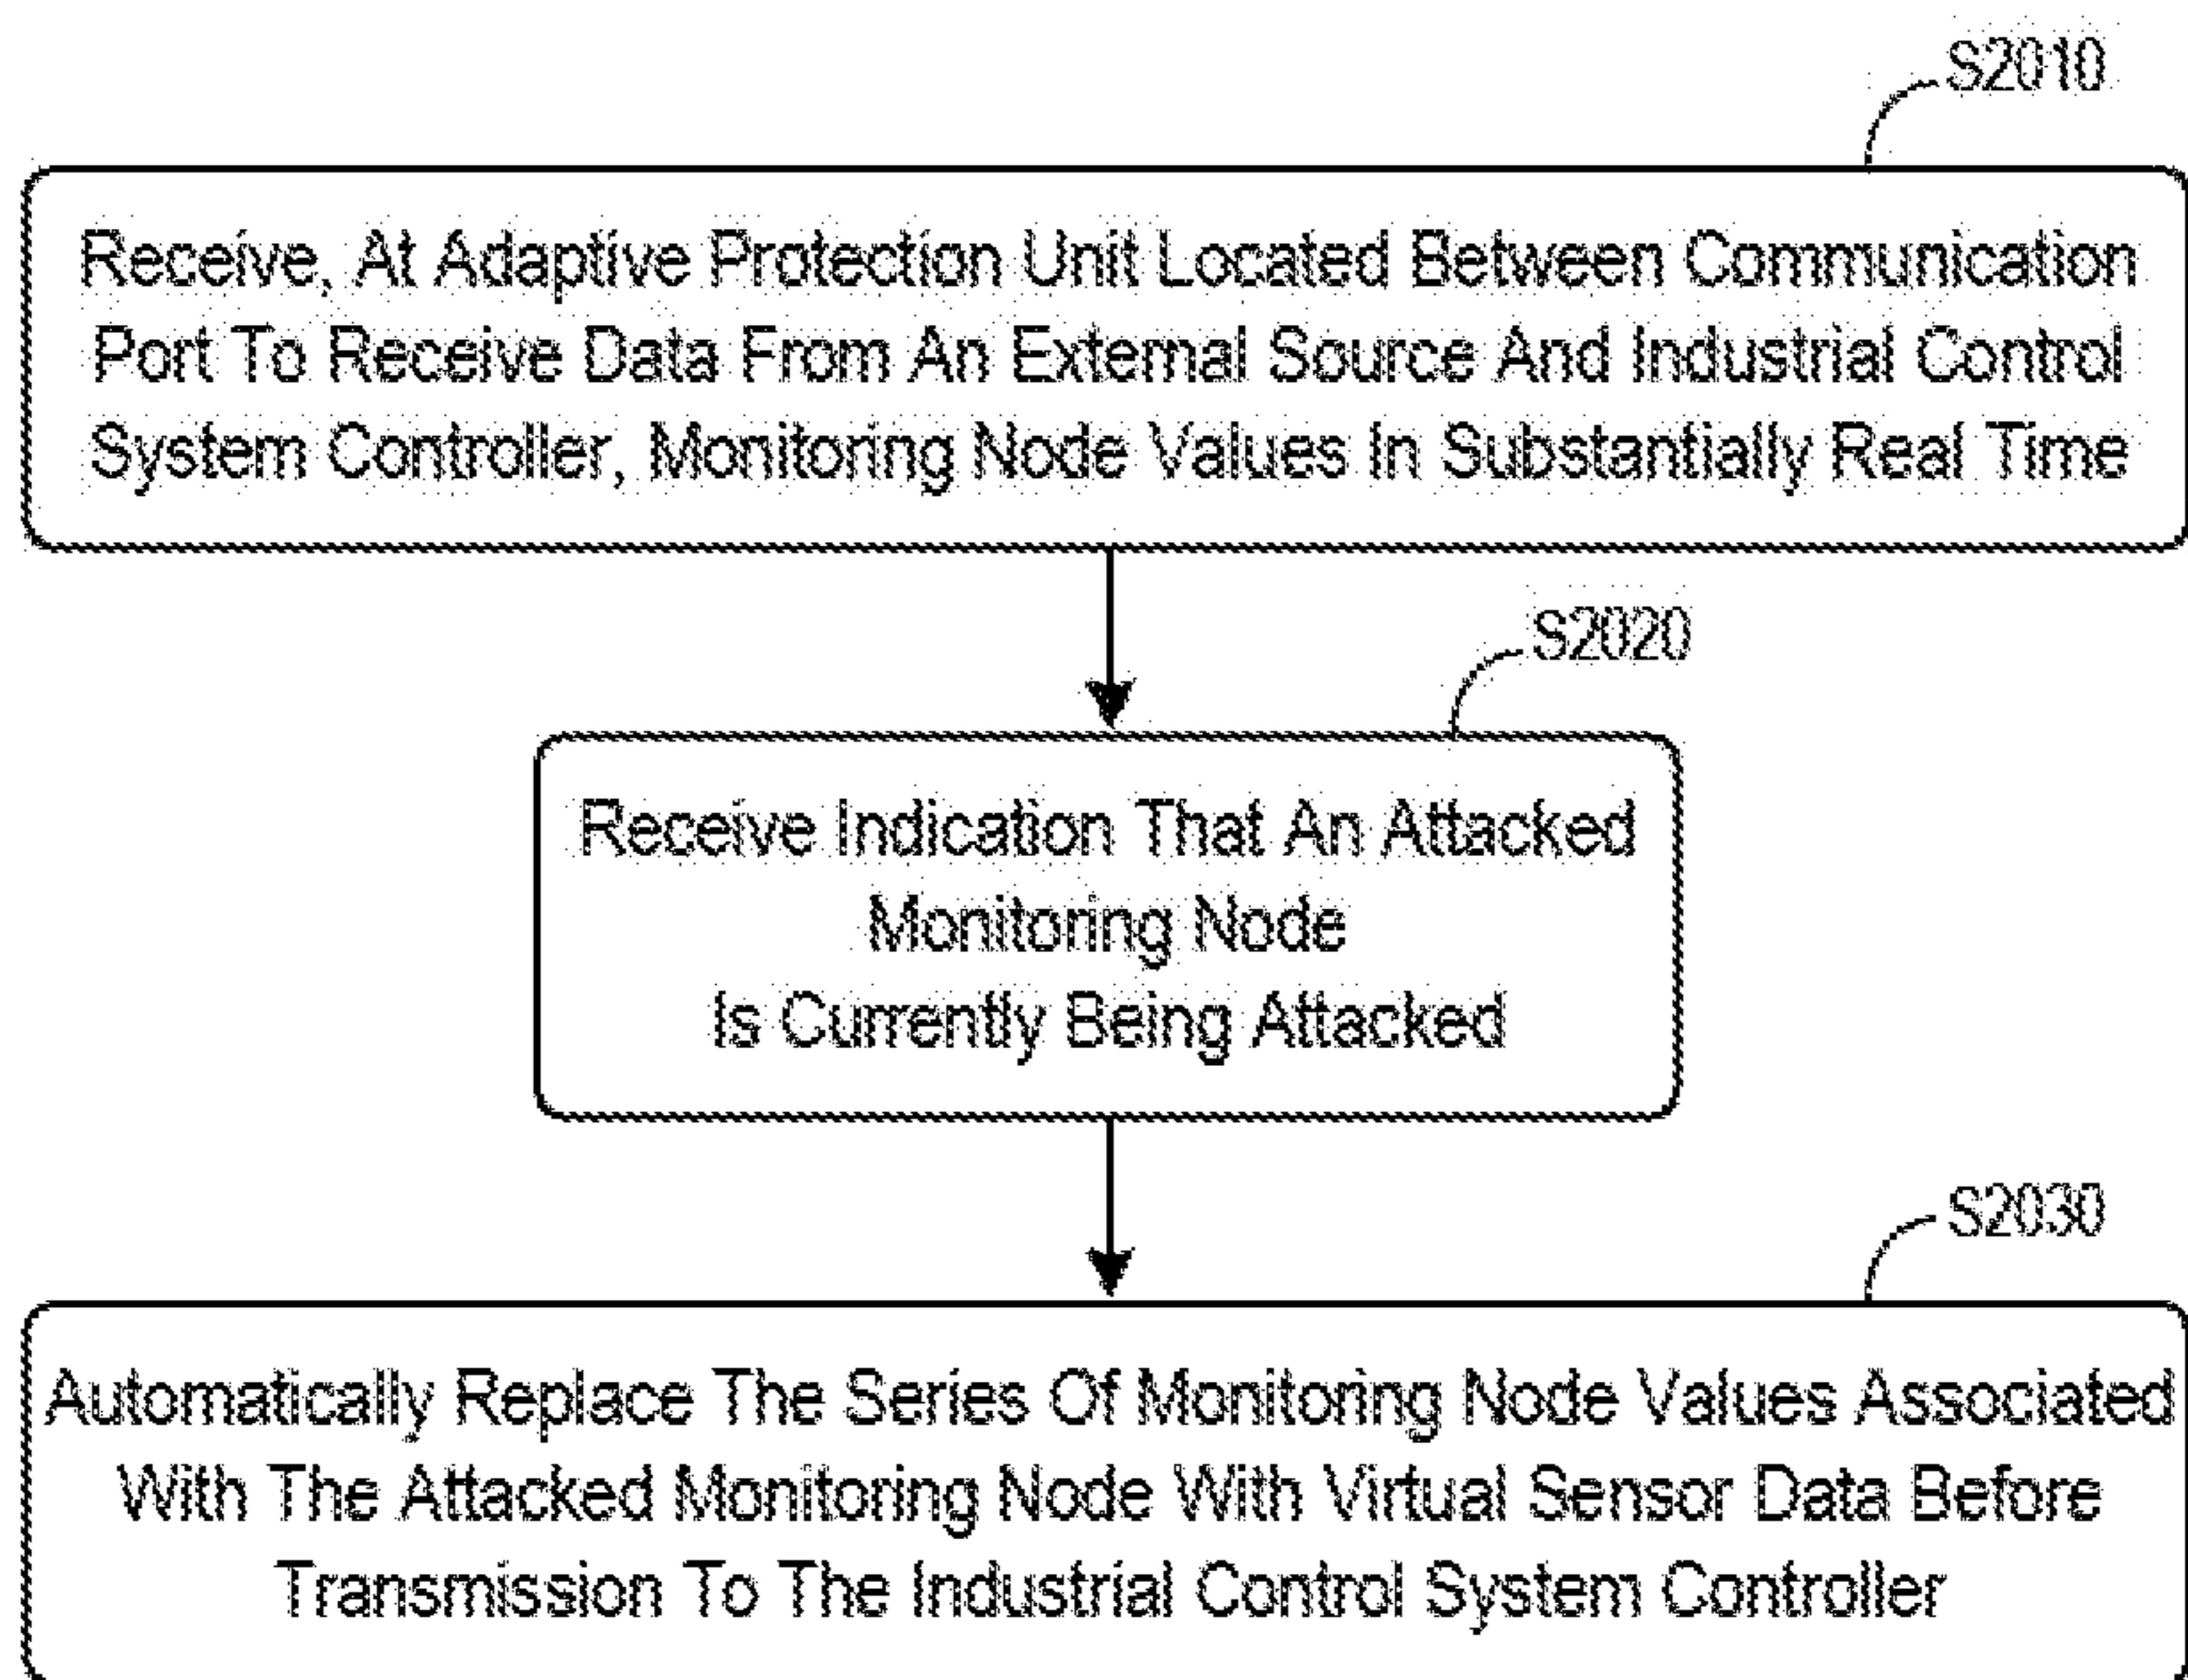 S2010
Receive, At Adaptive Protection Unit Located Between Communication
Port To Receive Data From An External Source And Industrial Control
System Controller, Monitoring Node Values In Substantially Real Time
S2020
Receive Indication That An Attacked
Monitoring Node
Is Currently Being Attacked
S2030
Automatically Replace The Series Of Monitoring Node Values Associated
With The Attacked Monitoring Node With Virtual Sensor Data Before
Transmission To The Industrial Control System Controller